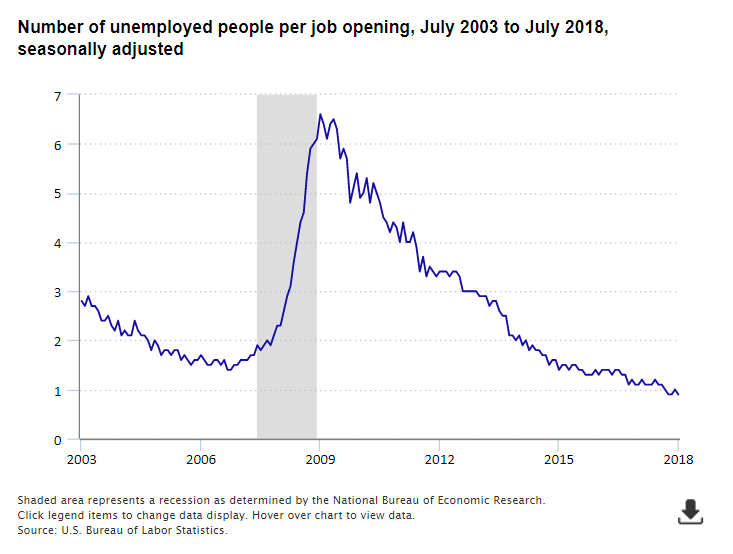 Number of unemployed people per job opening, July 2003 to July 2018,
seasonally adjusted
7
6
5
4
3
2
1
0
2003 2006 2009 2012 2015 2018
Shaded area represents a recession as determined by the National Bureau of Economic Research.
Click legend items to change data display. Hover over chart to view data.
Source: U.S. Bureau of Labor Statistics.